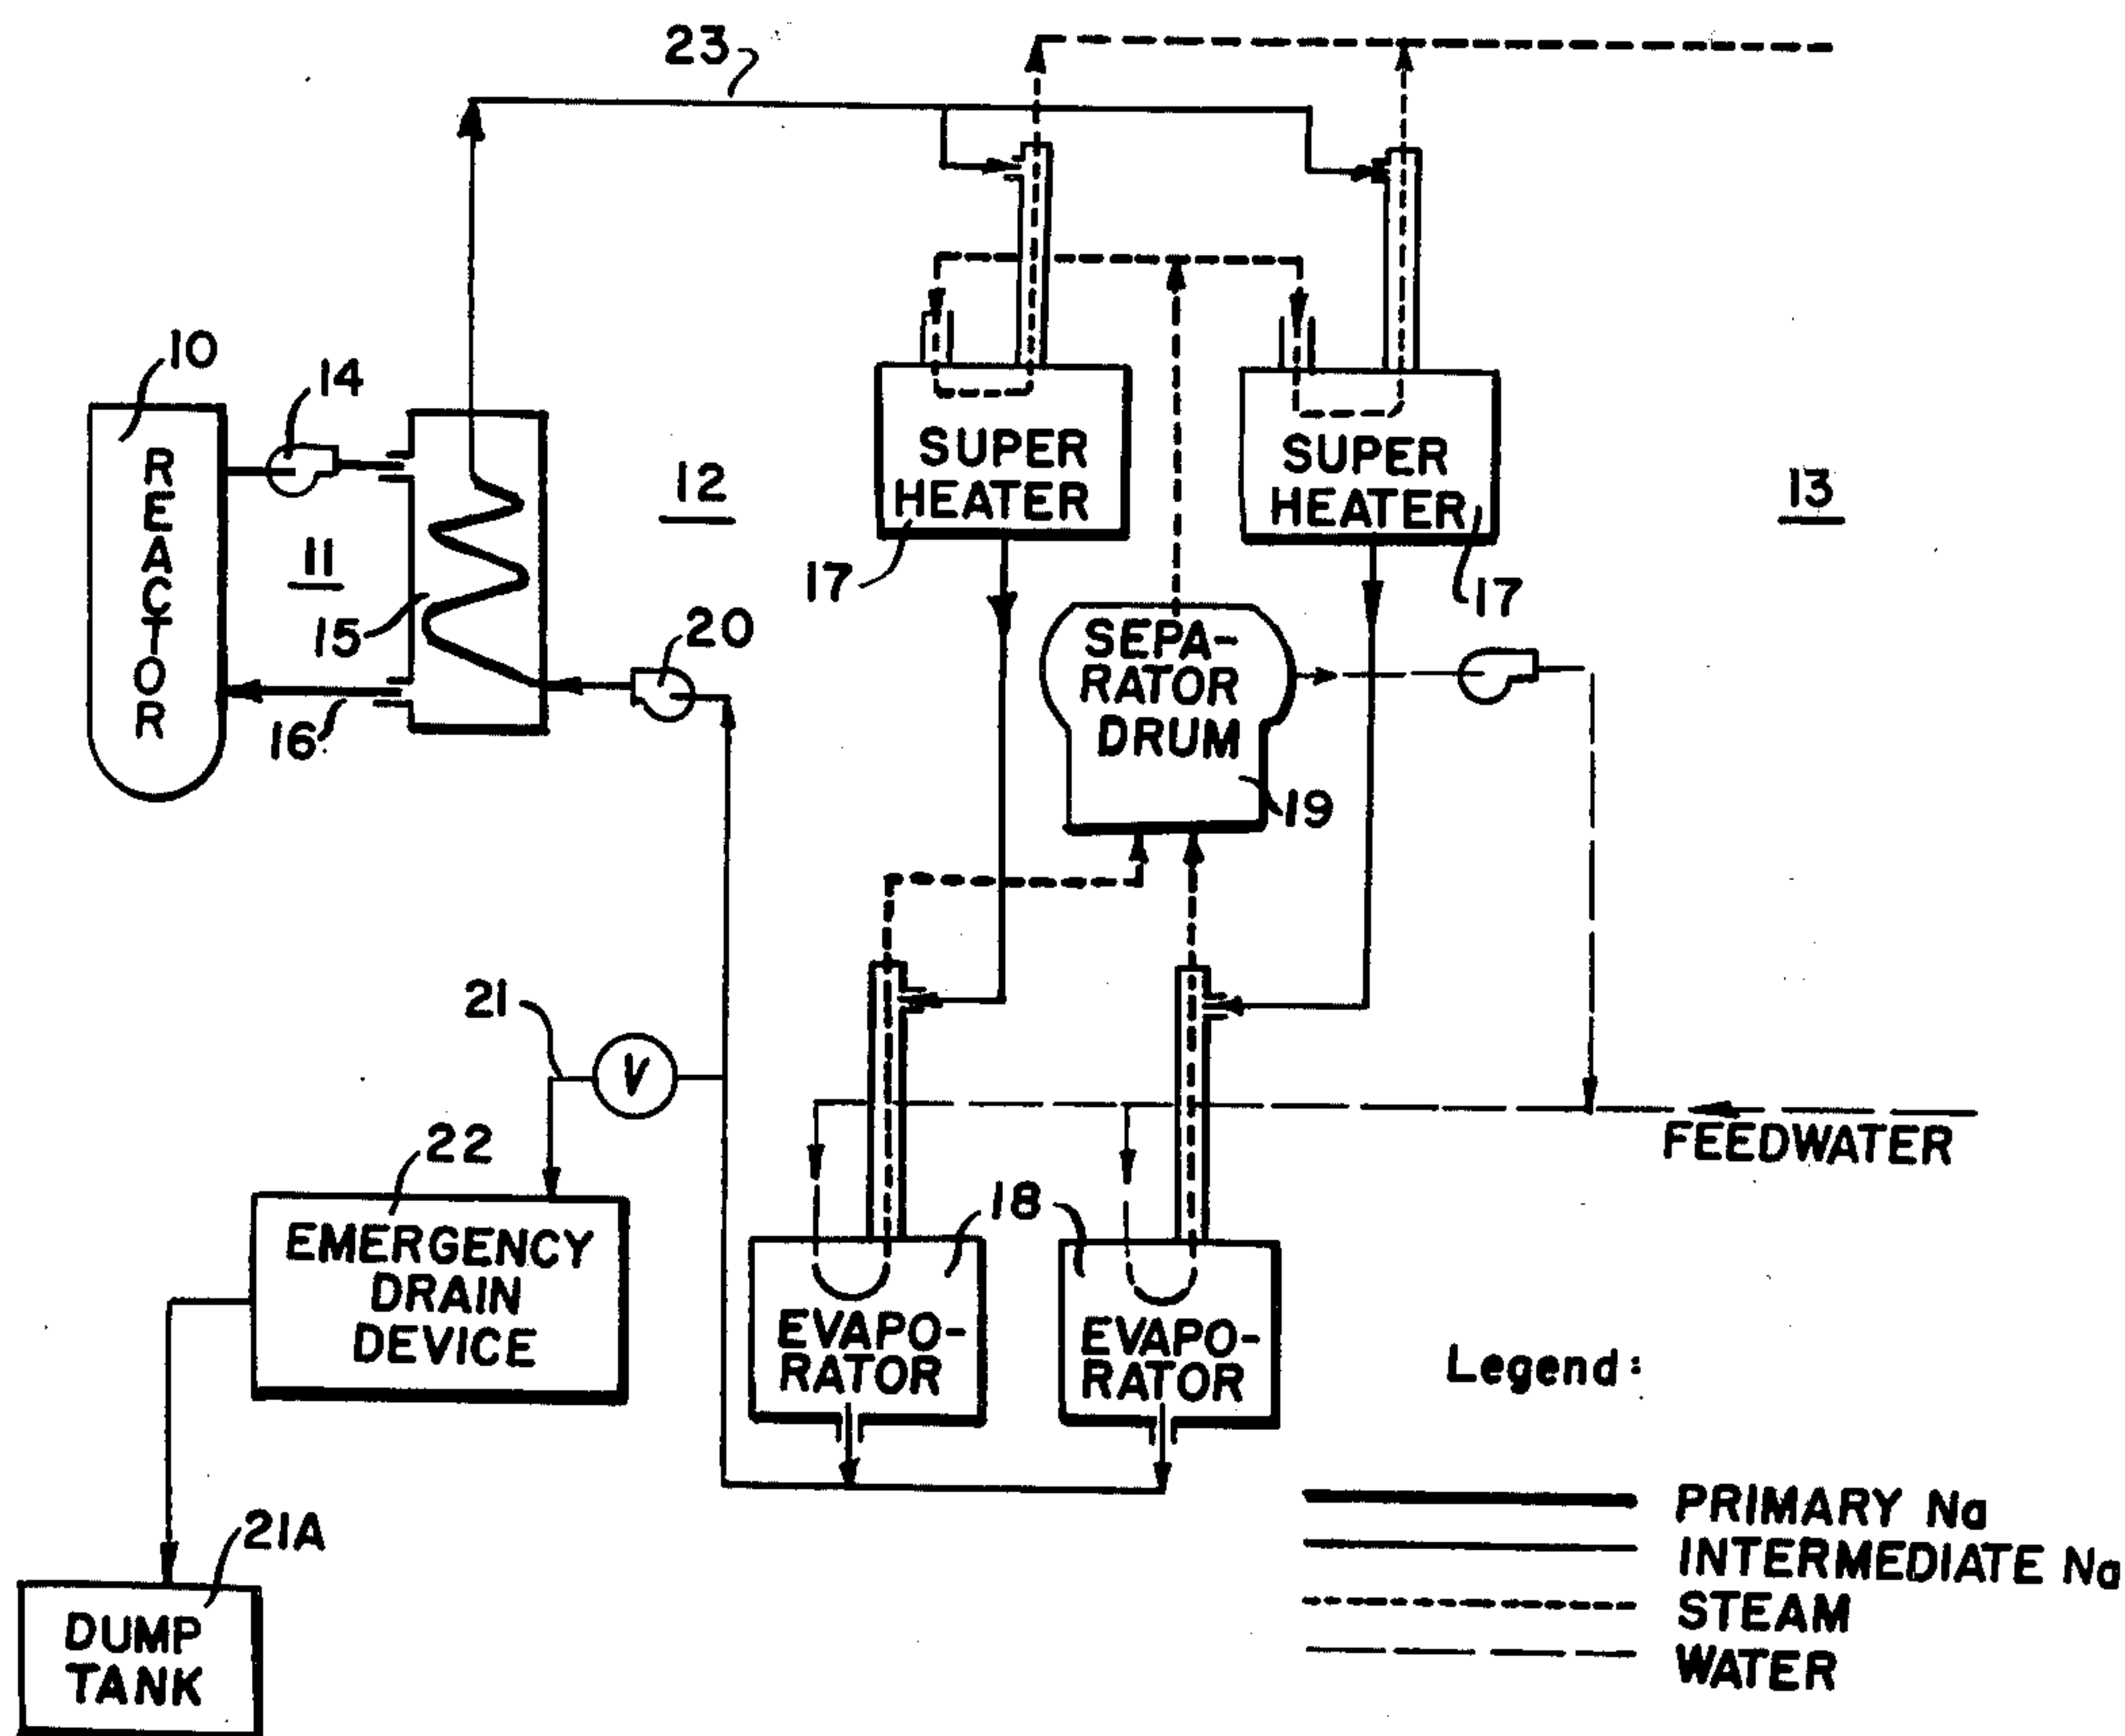 23
10
14
REACTOR
11
12
15
16
20
SUPER
HEATER
17
SUPER
HEATER
17
13
SEPA-
RATOR
DRUM
19
21
V
FEEDWATER
22
EMERGENCY
DRAIN
DEVICE
18
EVAPO-
RATOR
EVAPO-
RATOR
21A
DUMP
TANK
Legend:
PRIMARY Na
INTERMEDIATE Na
STEAM
WATER